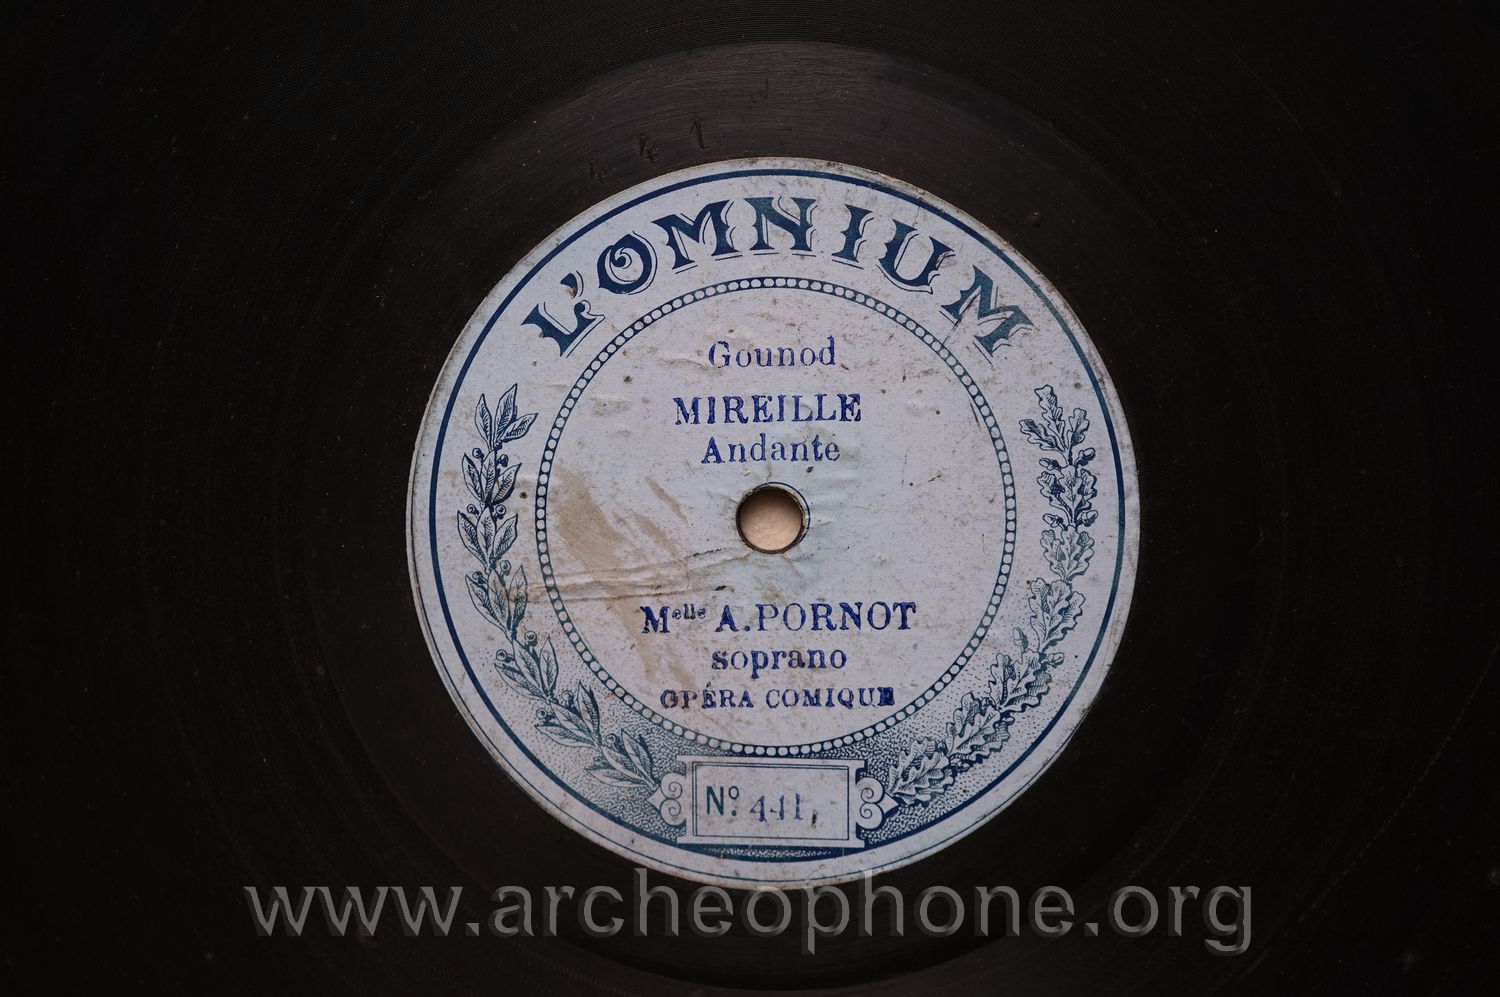 441
L'OMNIUM
Gounod
MIREILLE
Andante
Melle A. PORNOT
soprano
OPÉRA COMIQUE
No. 441
www.archeophone.org